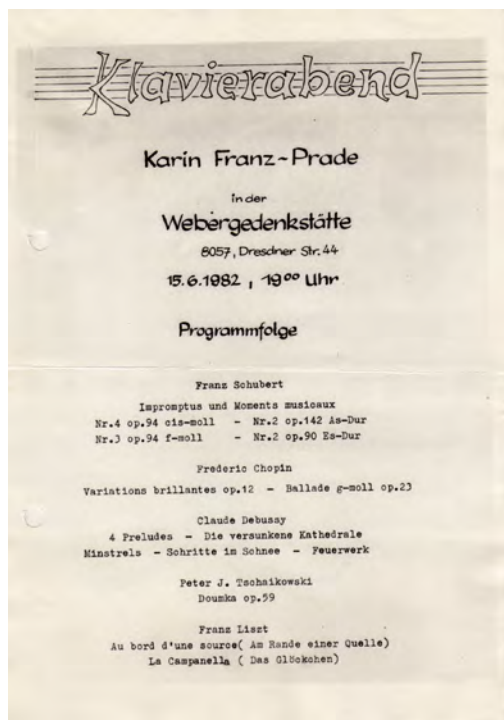 Klavierabend
Karin Franz-Prade
in der
Webergedenkstätte
8057, Dresdner Str. 44
15.6.1982, 19⁰⁰ Uhr
Programmfolge
Franz Schubert
Impromptus und Moments musicaux
Nr.4 op.94 cis-moll - Nr.2 op.142 As-Dur
Nr.3 op.94 f-moll - Nr.2 op.90 Es-Dur
Frederic Chopin
Variations brillantes op.12 - Ballade g-moll op.23
Claude Debussy
4 Preludes - Die versunkene Kathedrale
Minstrels - Schritte im Schnee - Feuerwerk
Peter J. Tschaikowski
Doumka op.59
Franz Liszt
Au bord d'une source( Am Rande einer Quelle)
La Campanella ( Das Glöckchen)